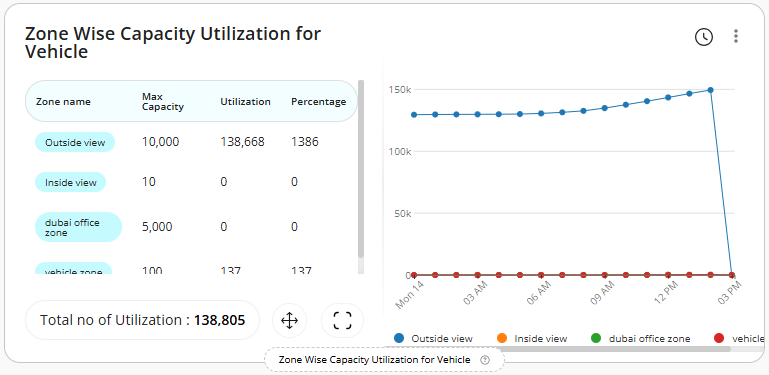 Zone Wise Capacity Utilization for
Vehicle
Zone name
Max
Capacity
Utilization
Percentage
Outside view 10,000 138,668 1386
Inside view 10 0 0
dubai office
zone
5,000 0 0
vehicle zone 100 137 137
Total no of Utilization : 138,805
150k
100k
50k
0
Mon 14 03 AM 06 AM 09 AM 12 PM 03 PM
Outside view Inside view dubai office zone vehicle
Zone Wise Capacity Utilization for Vehicle ?